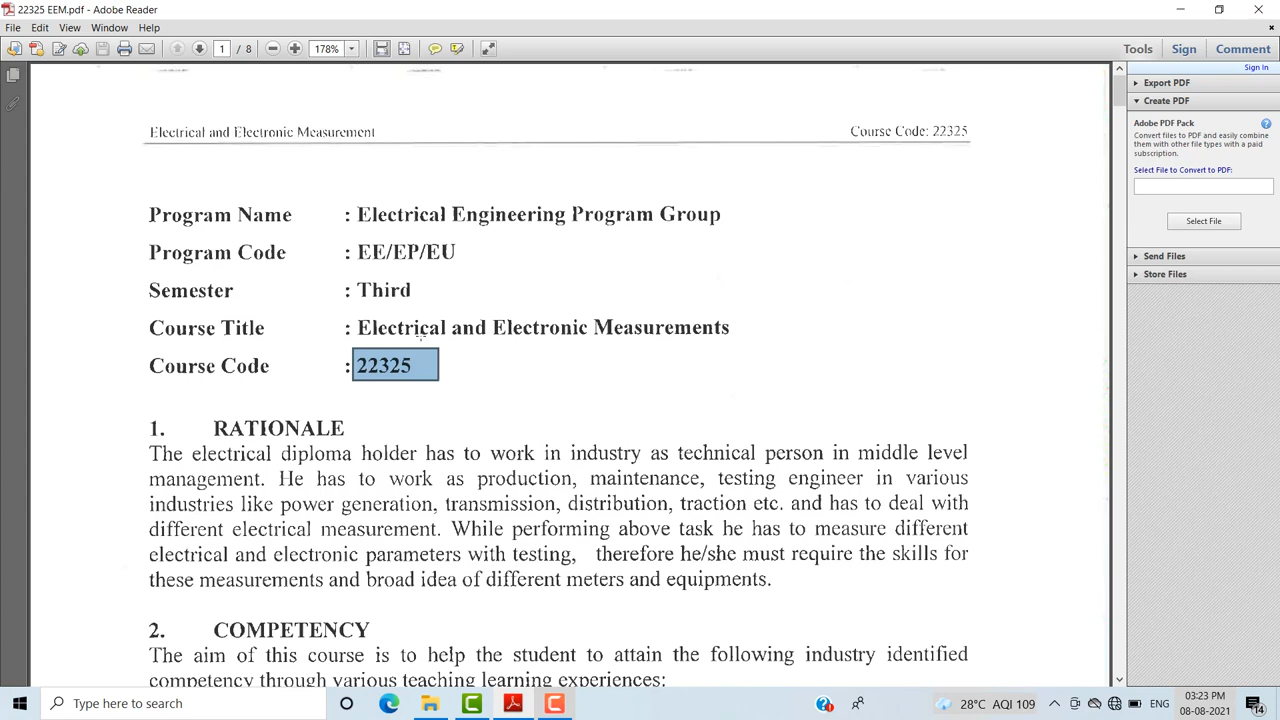 22325 EEM.pdf - Adobe Reader
File Edit View Window Help
1 / 8 178% Tools Sign Comment
Sign In
Export PDF
Create PDF
Adobe PDF Pack
Convert files to PDF and easily combine
them with other file types with a paid
subscription.
Select File to Convert to PDF:
Select File
Send Files
Store Files
Electrical and Electronic Measurement Course Code: 22325
Program Name : Electrical Engineering Program Group
Program Code : EE/EP/EU
Semester : Third
Course Title : Electrical and Electronic Measurements
Course Code : 22325
1. RATIONALE
The electrical diploma holder has to work in industry as technical person in middle level
management. He has to work as production, maintenance, testing engineer in various
industries like power generation, transmission, distribution, traction etc. and has to deal with
different electrical measurement. While performing above task he has to measure different
electrical and electronic parameters with testing, therefore he/she must require the skills for
these measurements and broad idea of different meters and equipments.
2. COMPETENCY
The aim of this course is to help the student to attain the following industry identified
competency through various teaching learning experiences:
Type here to search
28°C AQI 109
ENG
03:23 PM
08-08-2021
14